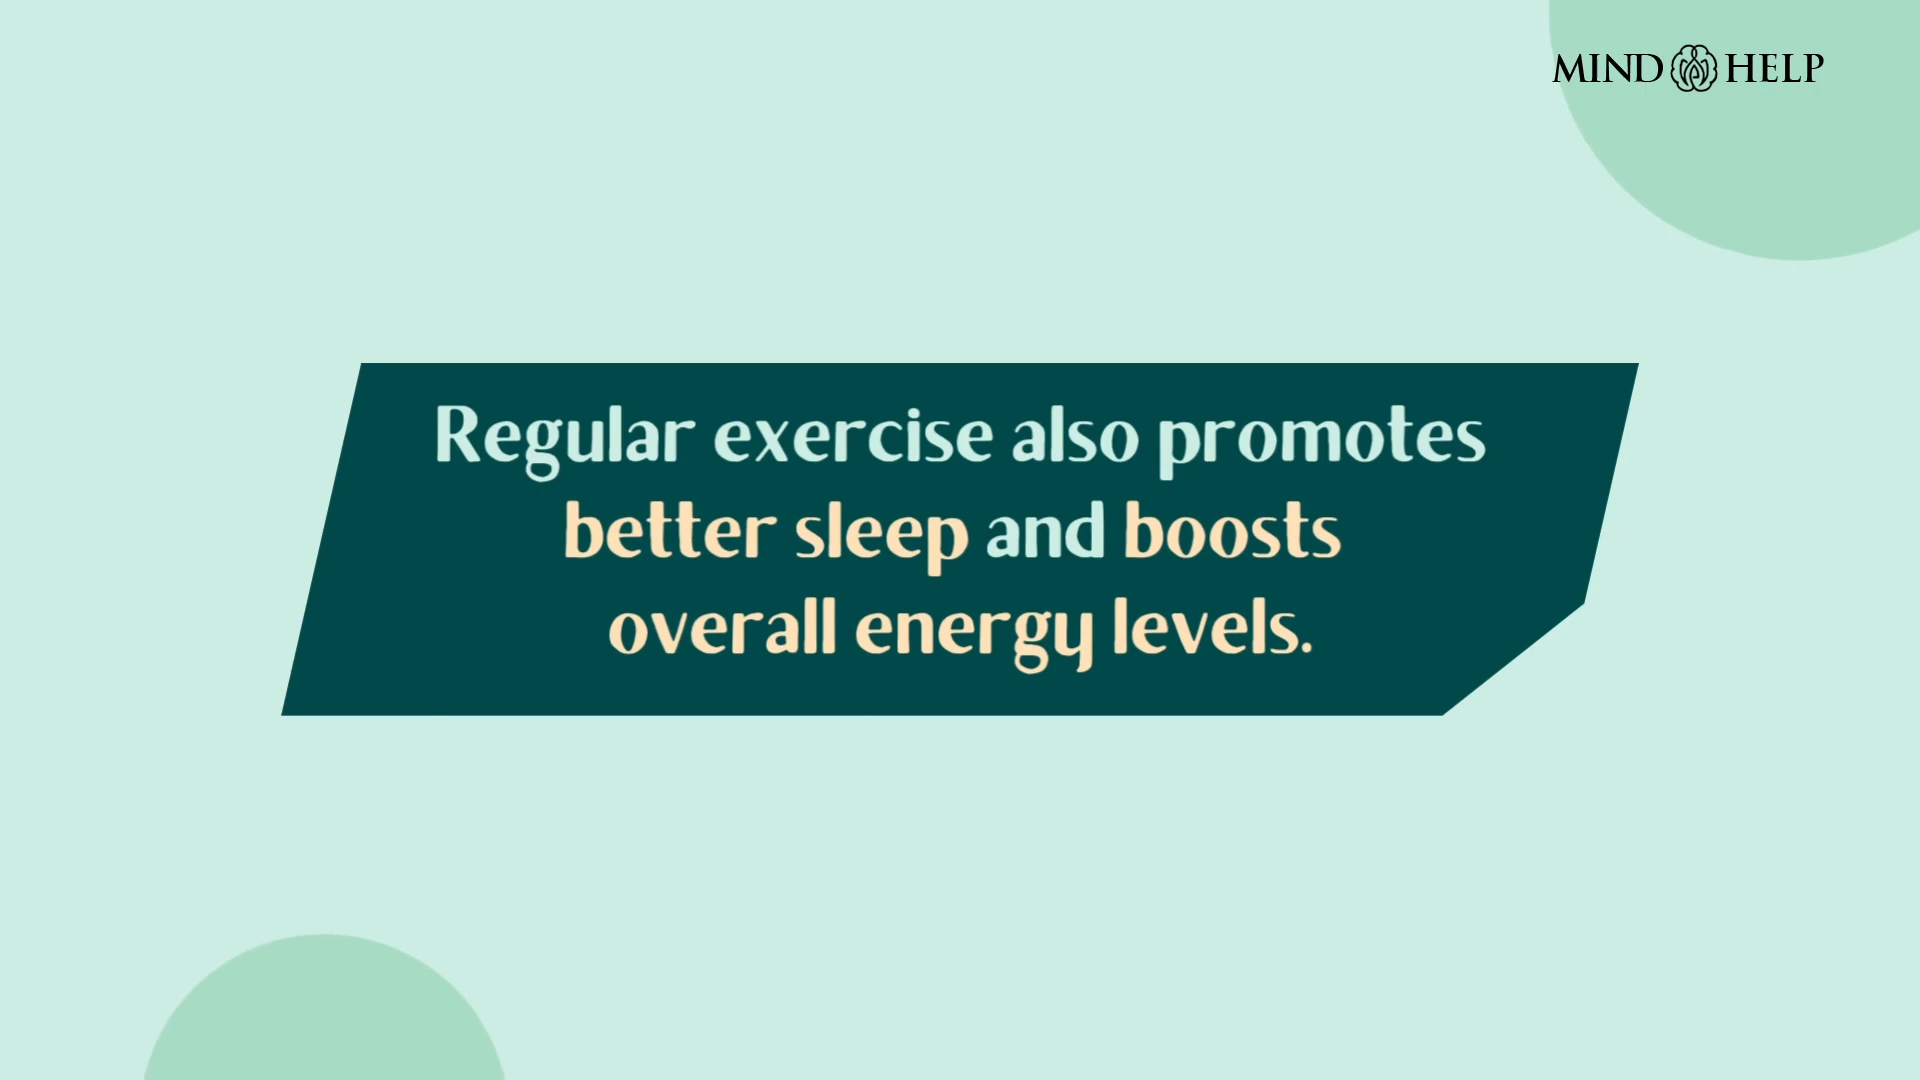 MIND HELP
Regular exercise also promotes
better sleep and boosts
overall energy levels.